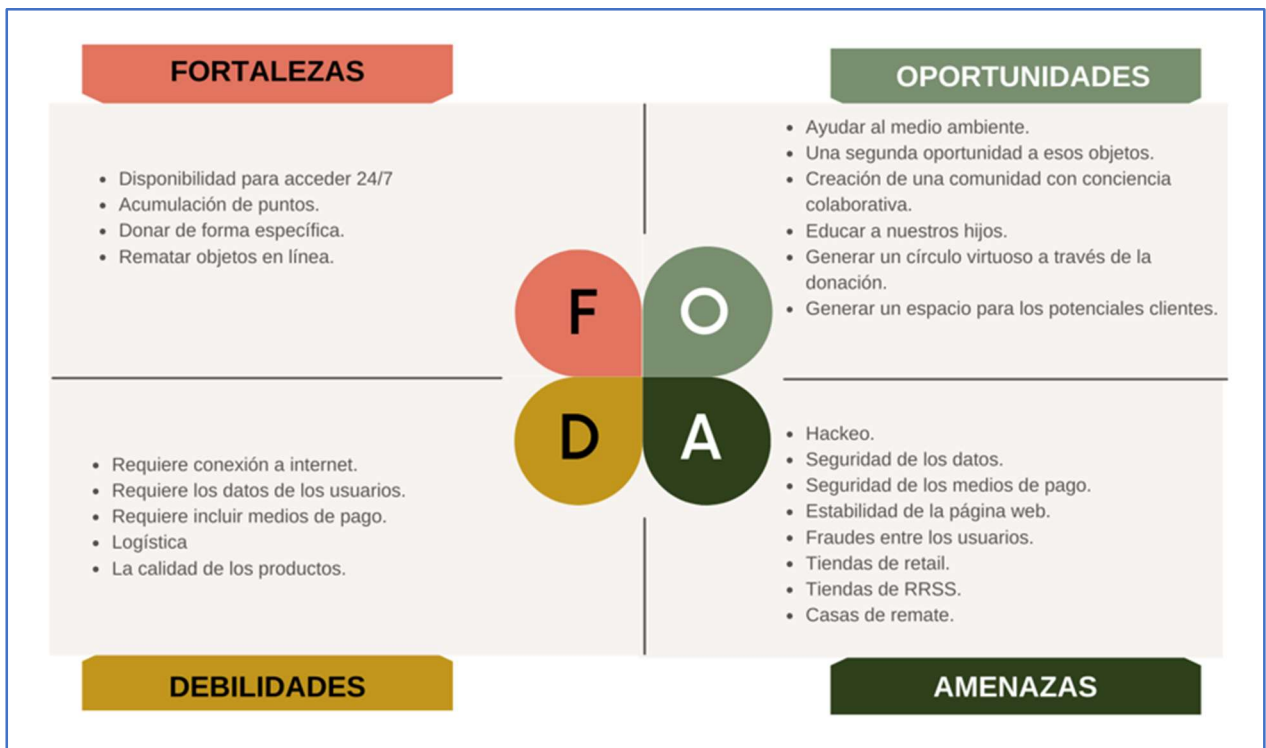 FORTALEZAS
• Disponibilidad para acceder 24/7
• Acumulación de puntos.
• Donar de forma específica.
• Rematar objetos en línea.
OPORTUNIDADES
• Ayudar al medio ambiente.
• Una segunda oportunidad a esos objetos.
• Creación de una comunidad con conciencia
colaborativa.
• Educar a nuestros hijos.
• Generar un círculo virtuoso a través de la
donación.
• Generar un espacio para los potenciales clientes.
F
O
D
A
• Requiere conexión a internet.
• Requiere los datos de los usuarios.
• Requiere incluir medios de pago.
• Logística
• La calidad de los productos.
DEBILIDADES
• Hackeo.
• Seguridad de los datos.
• Seguridad de los medios de pago.
• Estabilidad de la página web.
• Fraudes entre los usuarios.
• Tiendas de retail.
• Tiendas de RRSS.
• Casas de remate.
AMENAZAS